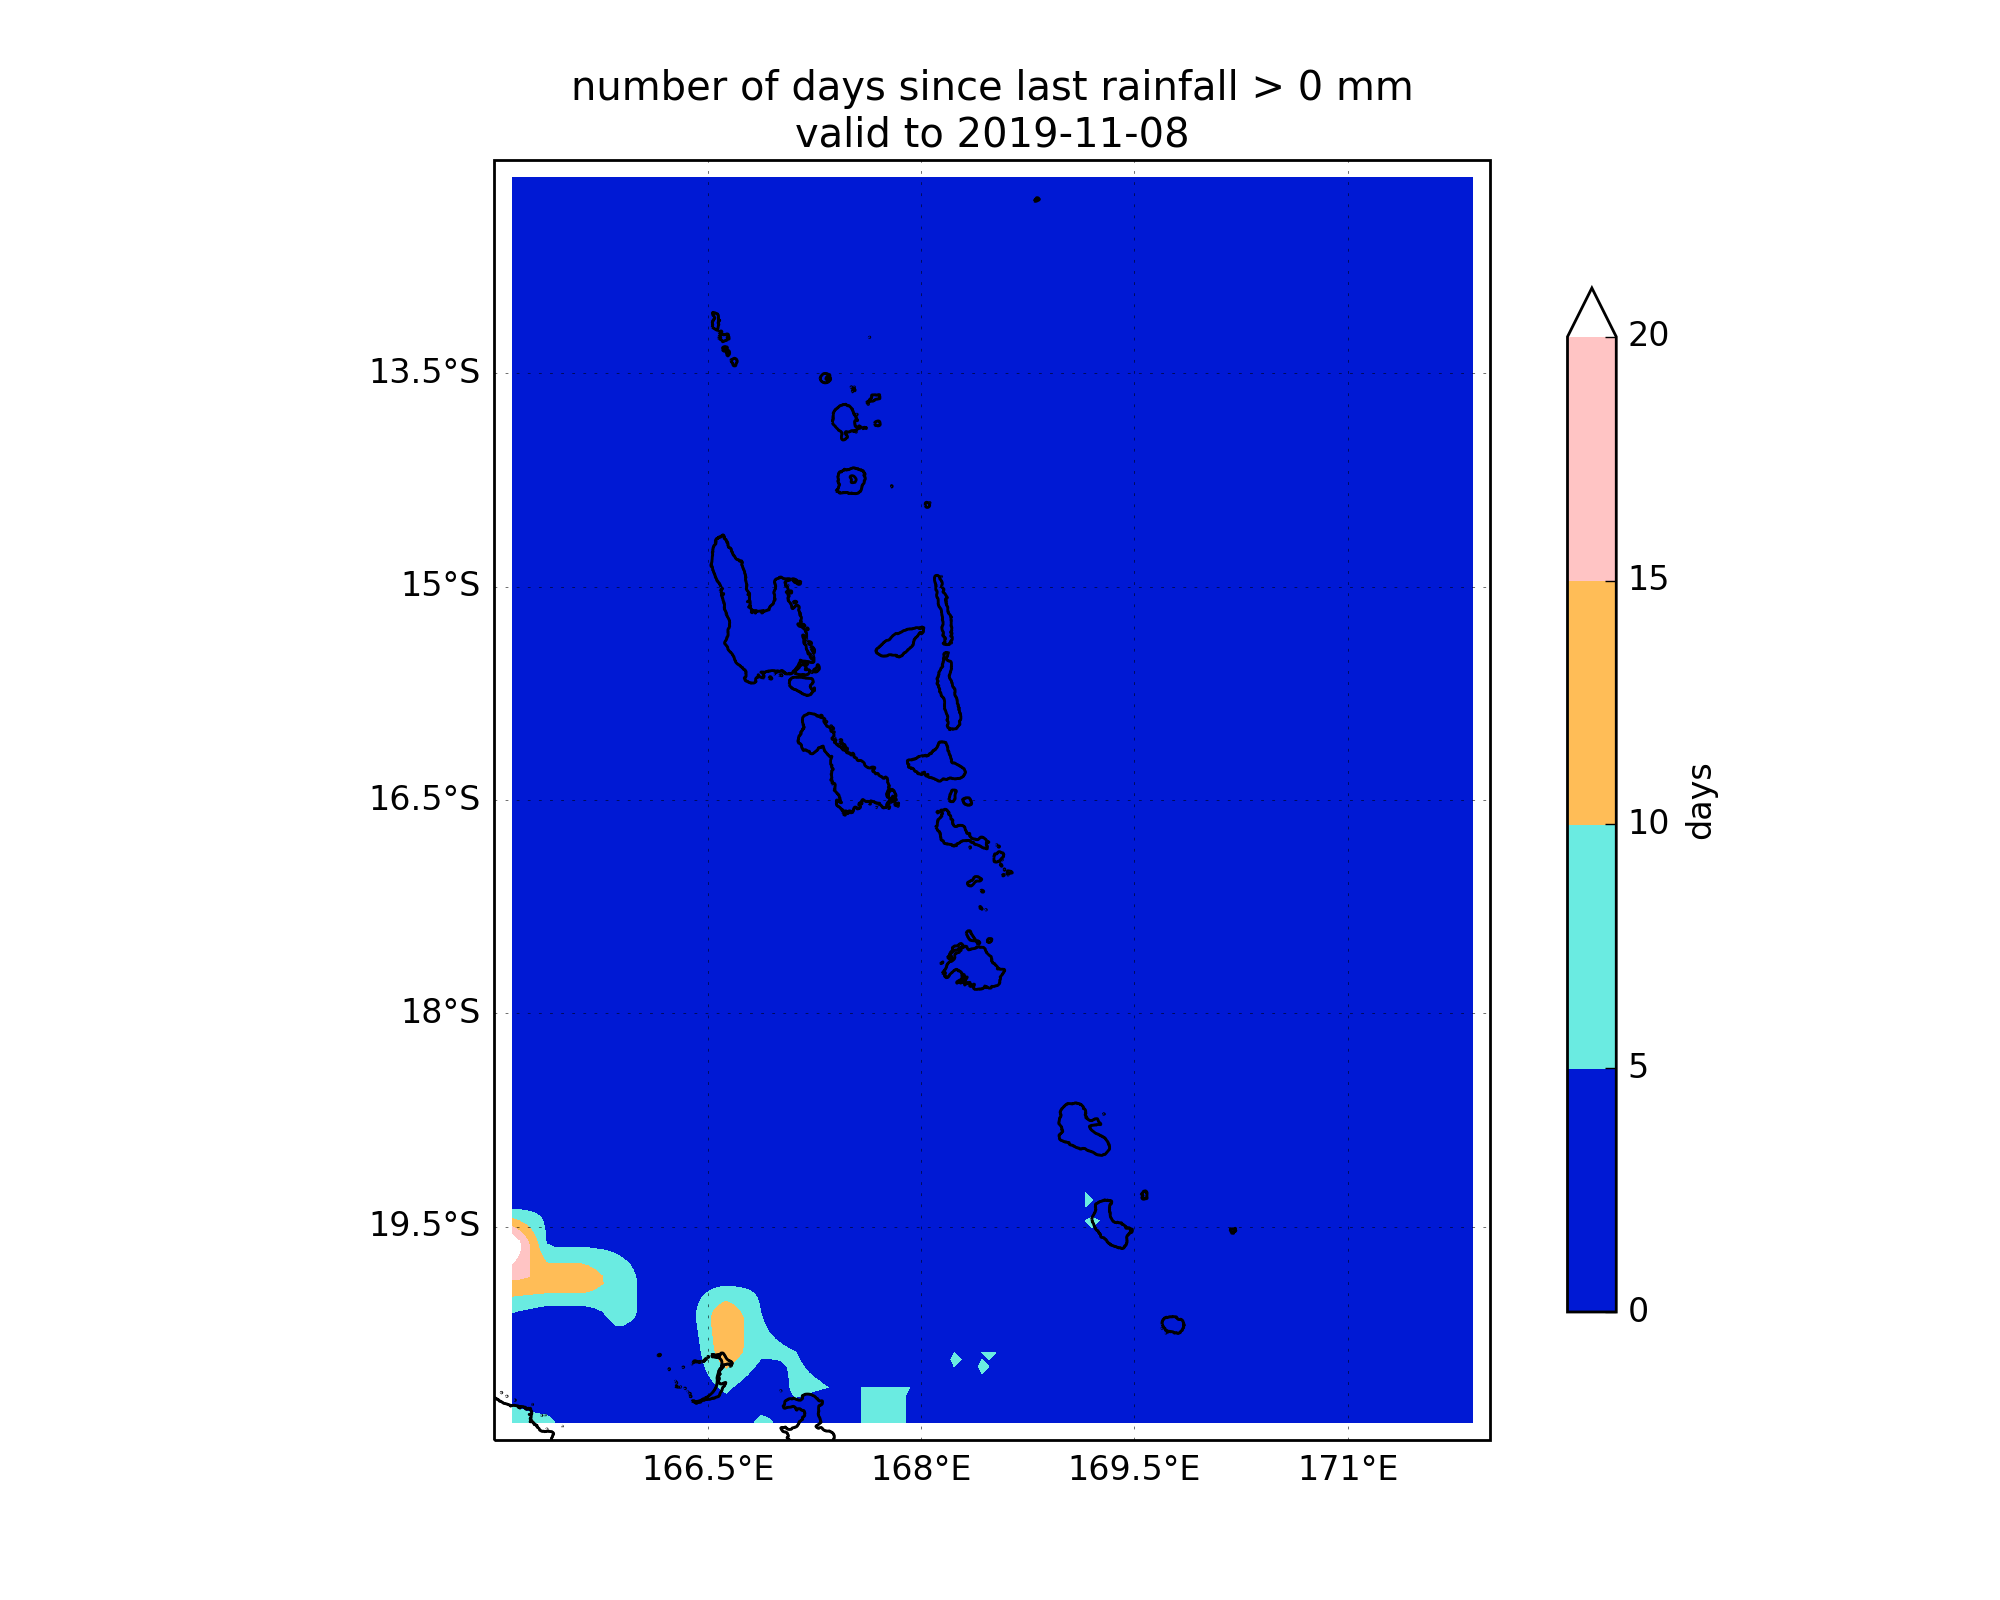 number of days since last rainfall > 0 mm
valid to 2019-11-08
13.5°S
15°S
16.5°S
18°S
19.5°S
166.5°E
168°E
169.5°E
171°E
20
15
10
5
0
days